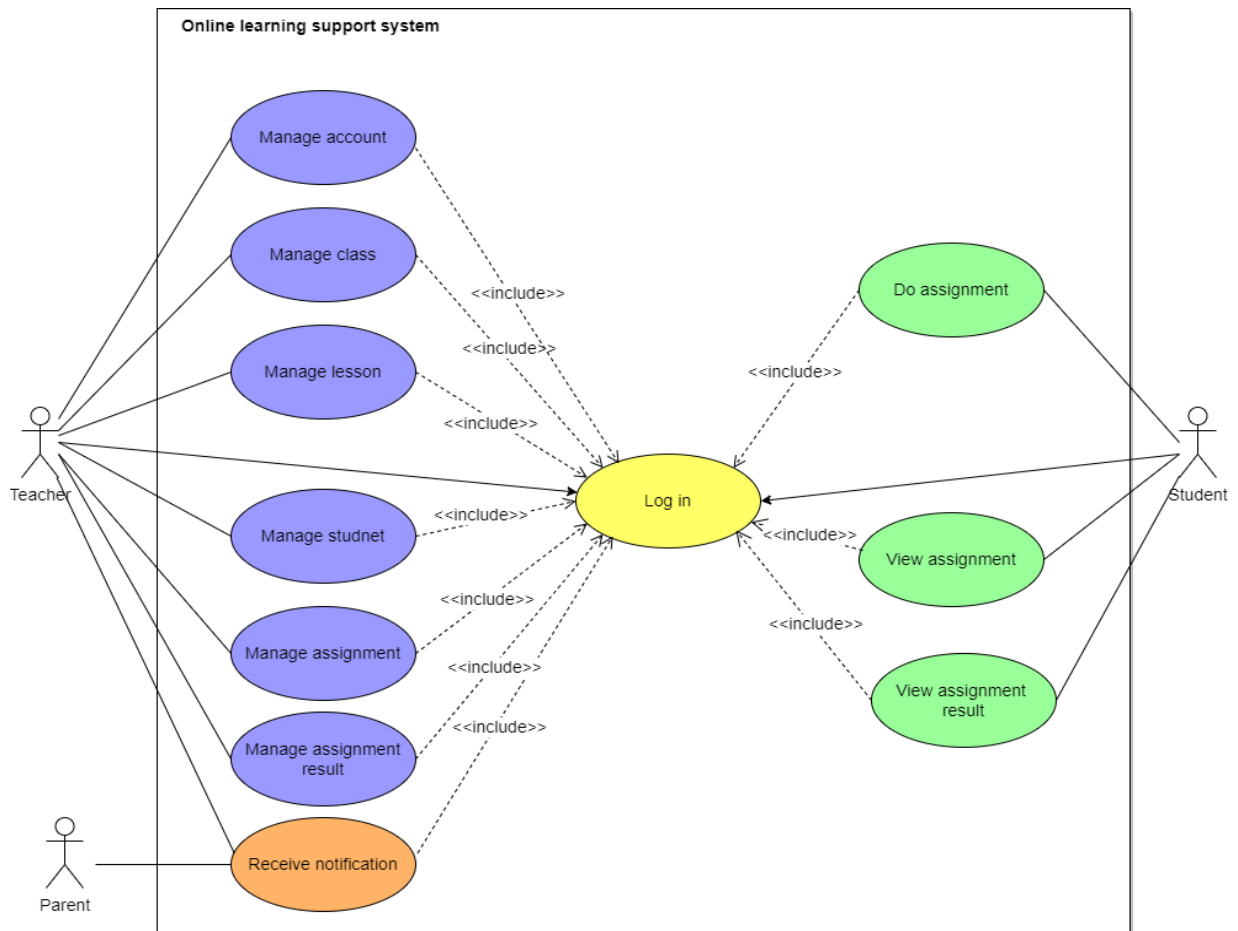 Online learning support system
Manage account
Manage class
<<include>>
Do assignment
<<include>>
Manage lesson
<<include>>
<<include>>
Teacher
Log in
Student
Manage studnet
<<include>>
<<include>>
View assignment
<<include>>
Manage assignment
<<include>>
<<include>>
View assignment
result
Manage assignment
result
<<include>>
Receive notification
Parent